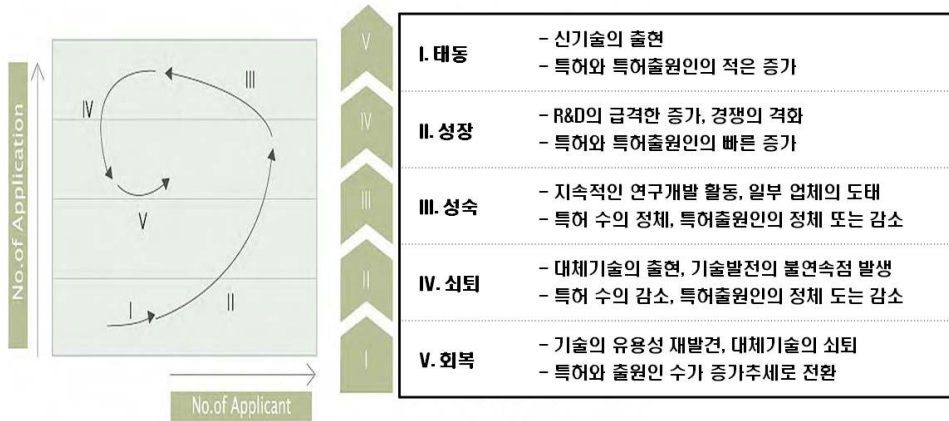 No.of Application
III
IV
V
I
II
No.of Applicant
V
IV
III
II
I
I. 태동
– 신기술의 출현
– 특허와 특허출원인의 적은 증가
II. 성장
– R&D의 급격한 증가, 경쟁의 격화
– 특허와 특허출원인의 빠른 증가
III. 성숙
– 지속적인 연구개발 활동, 일부 업체의 도태
– 특허 수의 정체, 특허출원인의 정체 또는 감소
IV. 쇠퇴
– 대체기술의 출현, 기술발전의 불연속점 발생
– 특허 수의 감소, 특허출원인의 정체 도는 감소
V. 회복
– 기술의 유용성 재발견, 대체기술의 쇠퇴
– 특허와 출원인 수가 증가추세로 전환